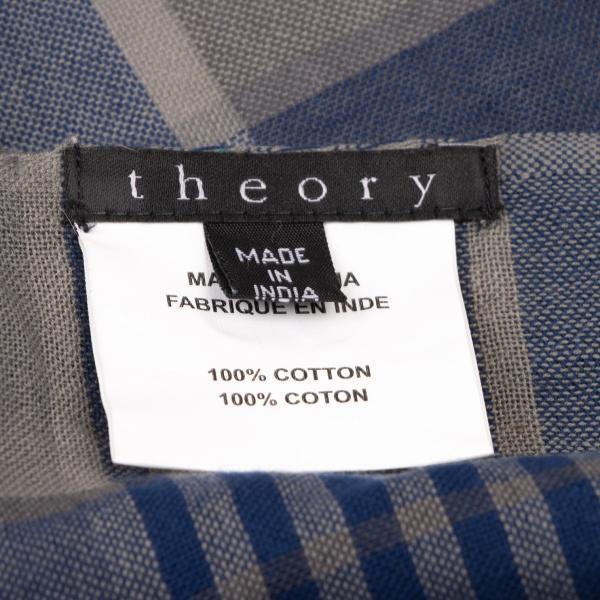 theory
MADE
IN
INDIA
FABRIQUE EN INDE
100% COTTON
100% COTON